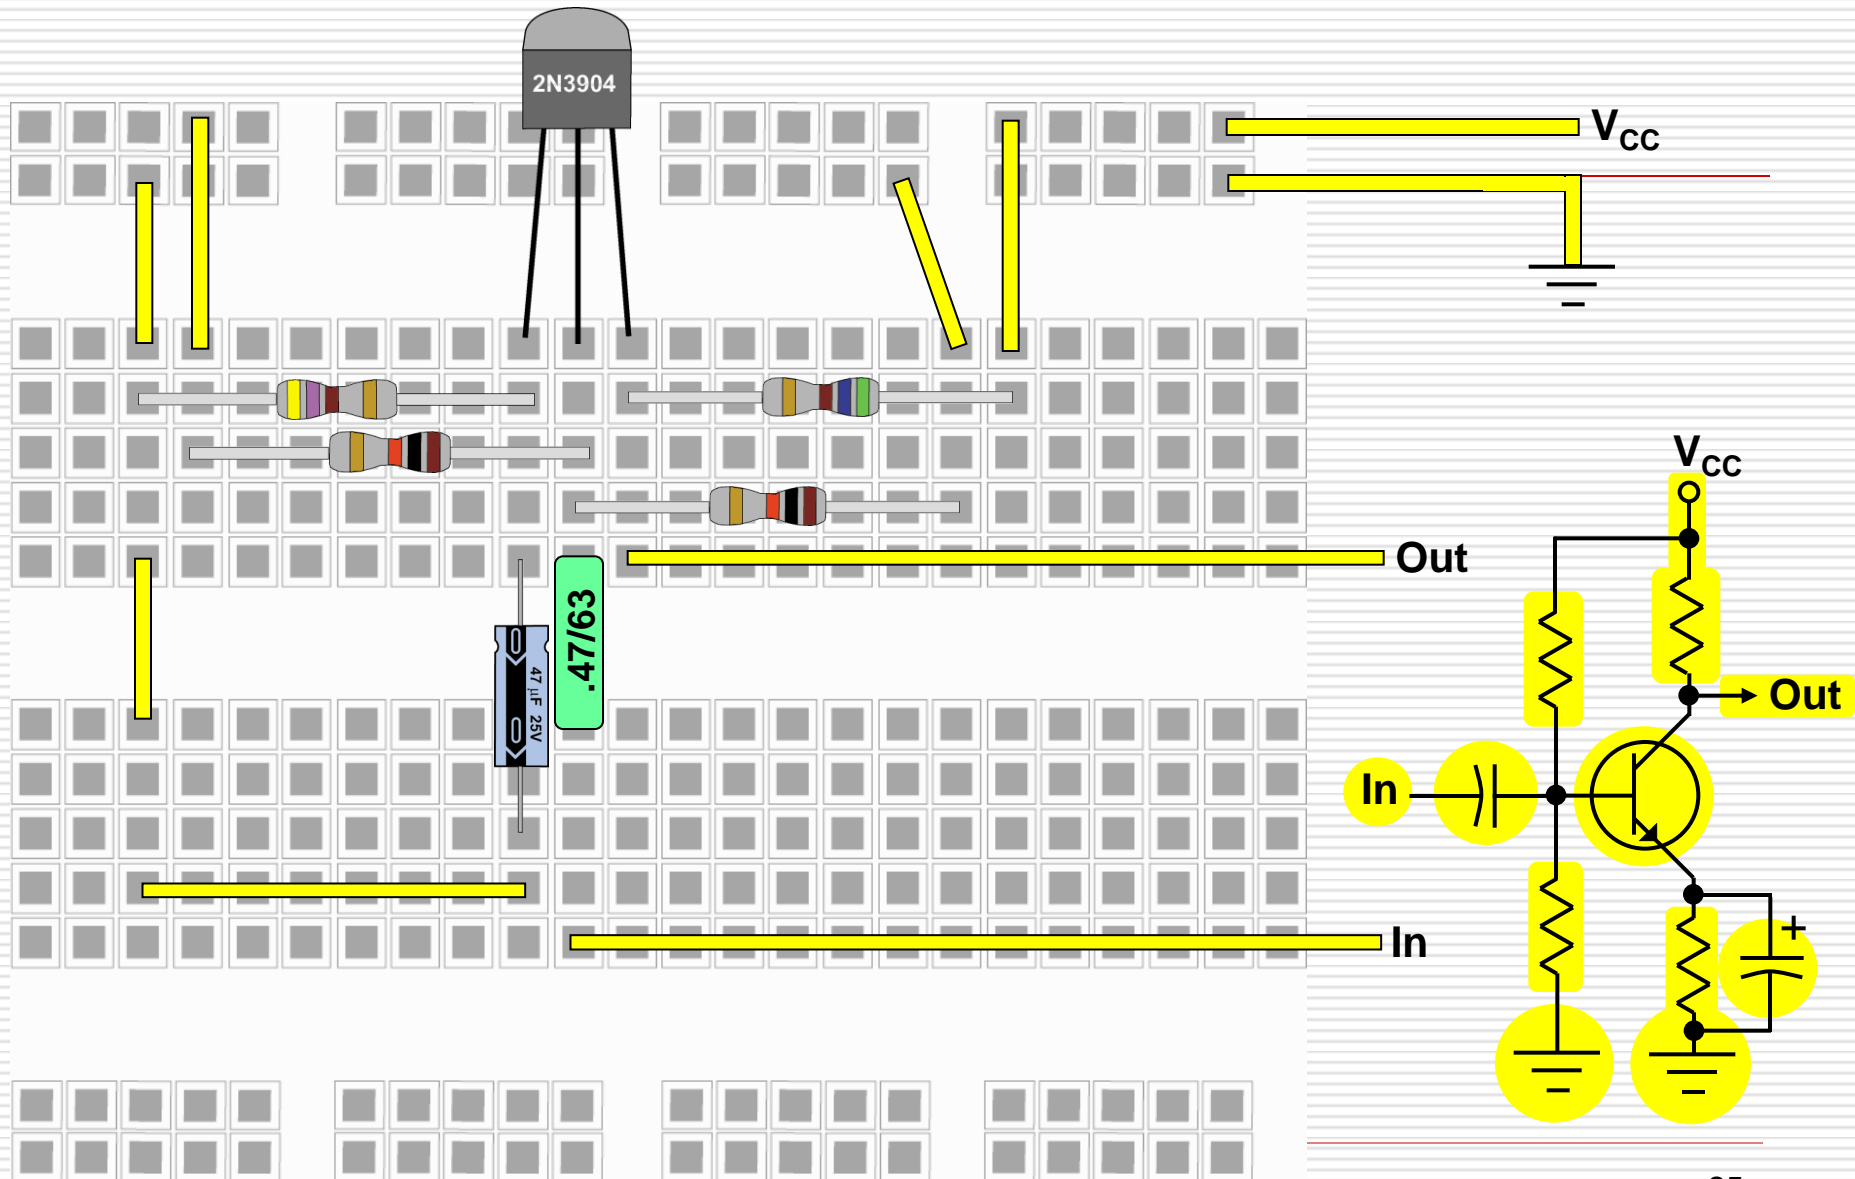 2N3904
VCC
VCC
Out
.47/63
47 µF 25V
Out
In
+
In